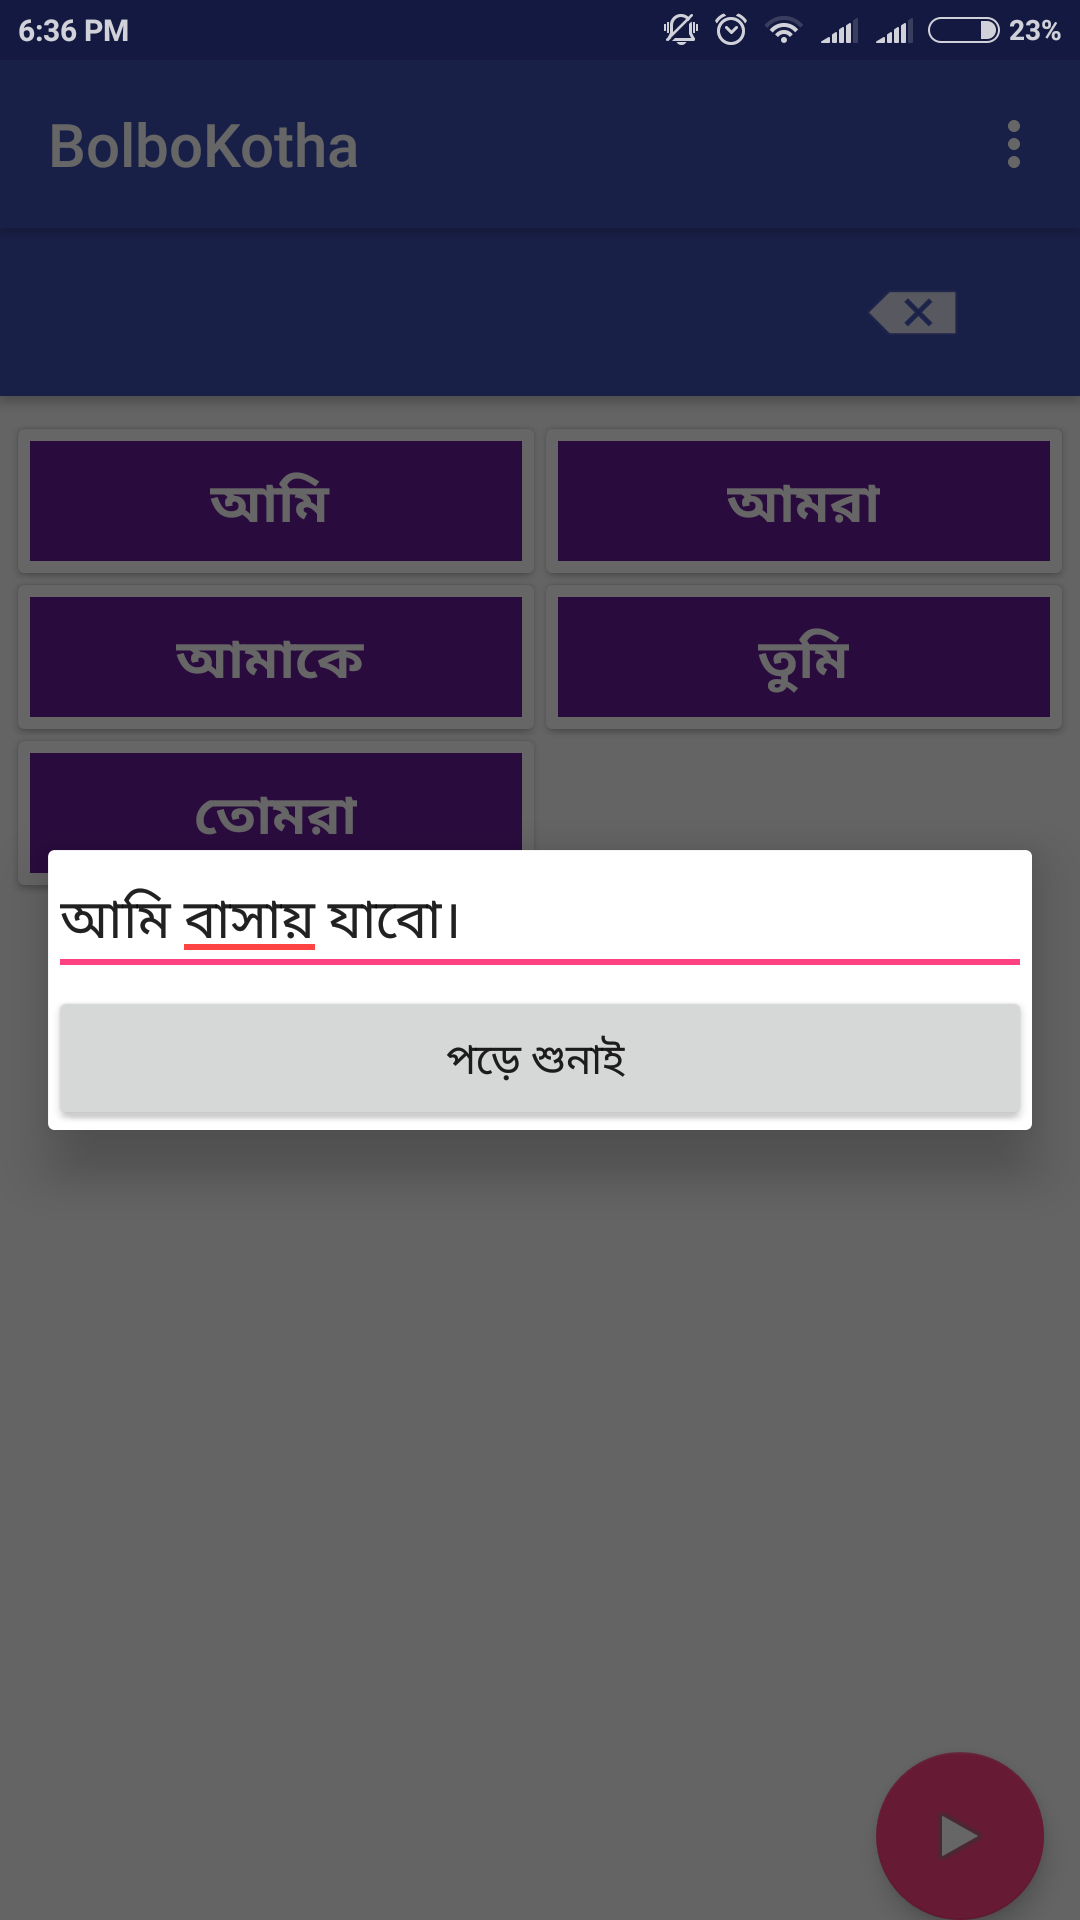 6:36 PM 23%
BolboKotha
আমি আমরা
আমাকে তুমি
তোমরা
আমি বাসায় যাবো।
পড়ে শুনাই